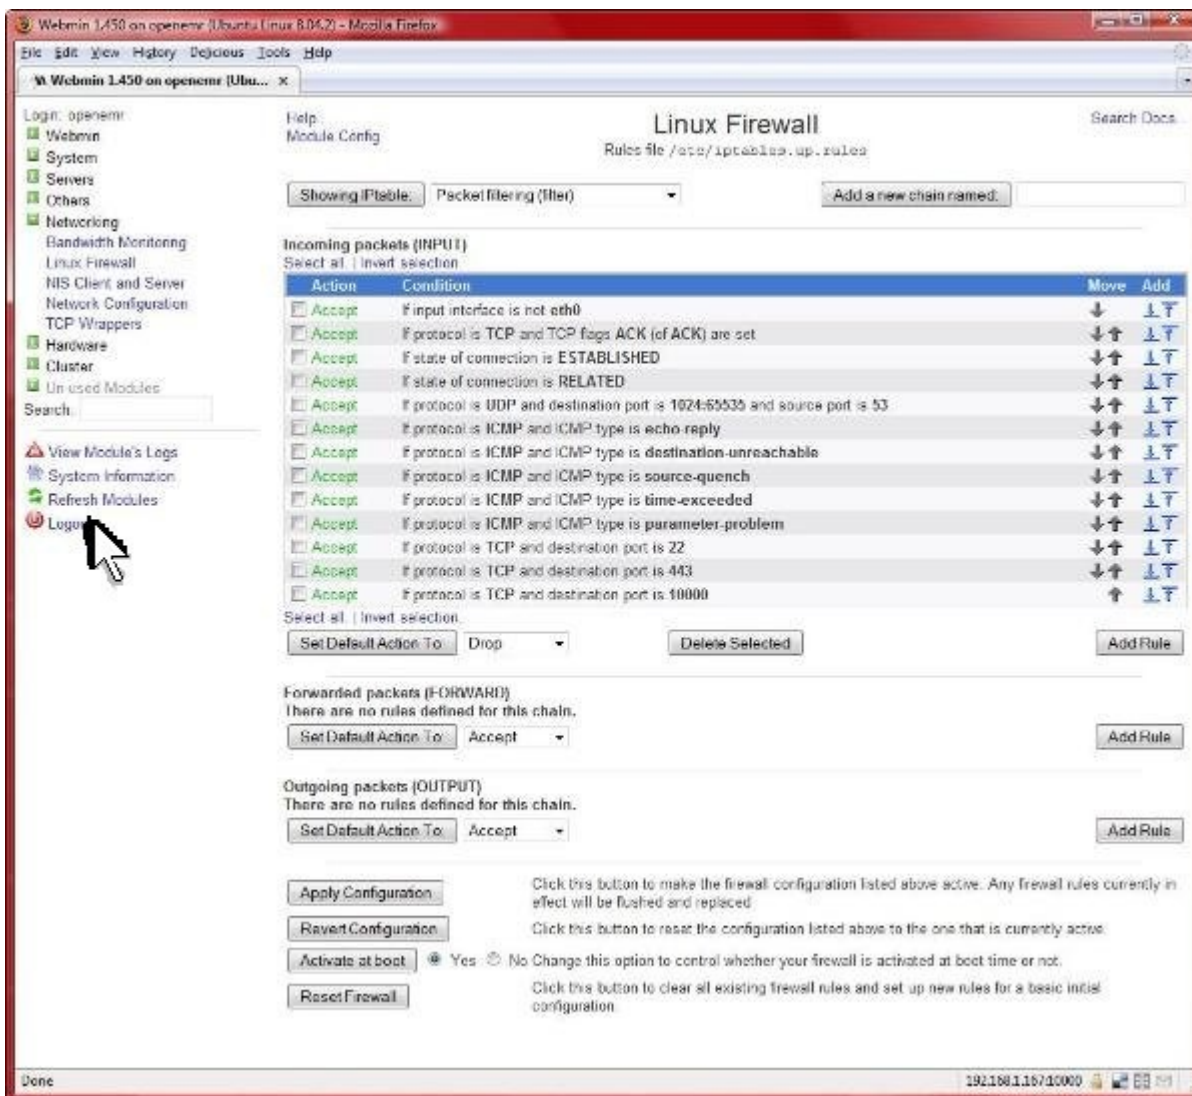 Webmin 1.450 on openemr (Ubuntu Linux 8.04.2) - Mozilla Firefox
File Edit View History Delicious Tools Help
Webmin 1.450 on openemr (Ubu...
Login: openemr
Webmin
System
Servers
Others
Networking
Bandwidth Monitoring
Linux Firewall
NIS Client and Server
Network Configuration
TCP Wrappers
Hardware
Cluster
Un-used Modules
Search:
View Module's Logs
System Information
Refresh Modules
Logou
Help..
Module Config
Linux Firewall
Rules file /etc/iptables.up.rules
Search Docs..
Showing IPtable: Packet filtering (filter) Add a new chain named:
Incoming packets (INPUT)
Select all. | Invert selection.
Action Condition Move Add
Accept If input interface is not eth0
Accept If protocol is TCP and TCP flags ACK (of ACK) are set
Accept If state of connection is ESTABLISHED
Accept If state of connection is RELATED
Accept If protocol is UDP and destination port is 1024:65535 and source port is 53
Accept If protocol is ICMP and ICMP type is echo-reply
Accept If protocol is ICMP and ICMP type is destination-unreachable
Accept If protocol is ICMP and ICMP type is source-quench
Accept If protocol is ICMP and ICMP type is time-exceeded
Accept If protocol is ICMP and ICMP type is parameter-problem
Accept If protocol is TCP and destination port is 22
Accept If protocol is TCP and destination port is 443
Accept If protocol is TCP and destination port is 10000
Select all. | Invert selection.
Set Default Action To: Drop Delete Selected Add Rule
Forwarded packets (FORWARD)
There are no rules defined for this chain.
Set Default Action To: Accept Add Rule
Outgoing packets (OUTPUT)
There are no rules defined for this chain.
Set Default Action To: Accept Add Rule
Apply Configuration Click this button to make the firewall configuration listed above active. Any firewall rules currently in
effect will be flushed and replaced
Revert Configuration Click this button to reset the configuration listed above to the one that is currently active.
Activate at boot Yes No Change this option to control whether your firewall is activated at boot time or not.
Reset Firewall Click this button to clear all existing firewall rules and set up new rules for a basic initial
configuration.
Done 192.168.1.167:10000